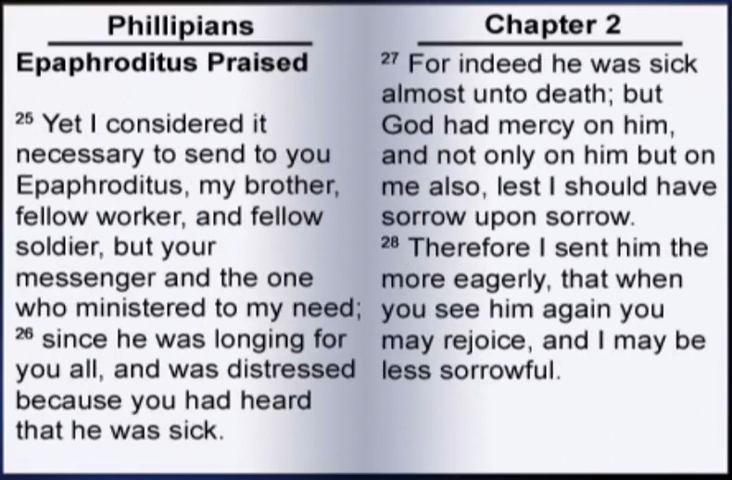 Phillipians
Epaphroditus Praised
25 Yet I considered it
necessary to send to you
Epaphroditus, my brother,
fellow worker, and fellow
soldier, but your
messenger and the one
who ministered to my need;
26 since he was longing for
you all, and was distressed
because you had heard
that he was sick.
Chapter 2
27 For indeed he was sick
almost unto death; but
God had mercy on him,
and not only on him but on
me also, lest I should have
sorrow upon sorrow.
28 Therefore I sent him the
more eagerly, that when
you see him again you
may rejoice, and I may be
less sorrowful.